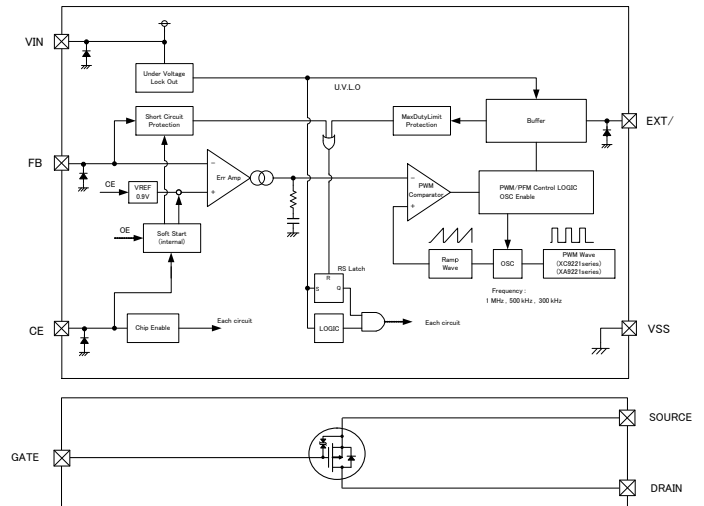 VIN
Under Voltage
Lock Out
U.V.L.O
Short Circuit
Protection
MaxDutyLimit
Protection
Buffer
EXT/
FB
CE
VREF
0.9V
−
+
Err Amp
−
+
PWM
Comparator
PWM/PFM Control LOGIC
OSC Enable
OE
Soft Start
(internal)
Ramp
Wave
OSC
PWM Wave
(XC9221series)
(XA9221series)
RS Latch
R
S
Q
Frequency :
1 MHz , 500 kHz , 300 kHz
CE
Chip Enable
Each circuit
LOGIC
Each circuit
VSS
SOURCE
GATE
DRAIN